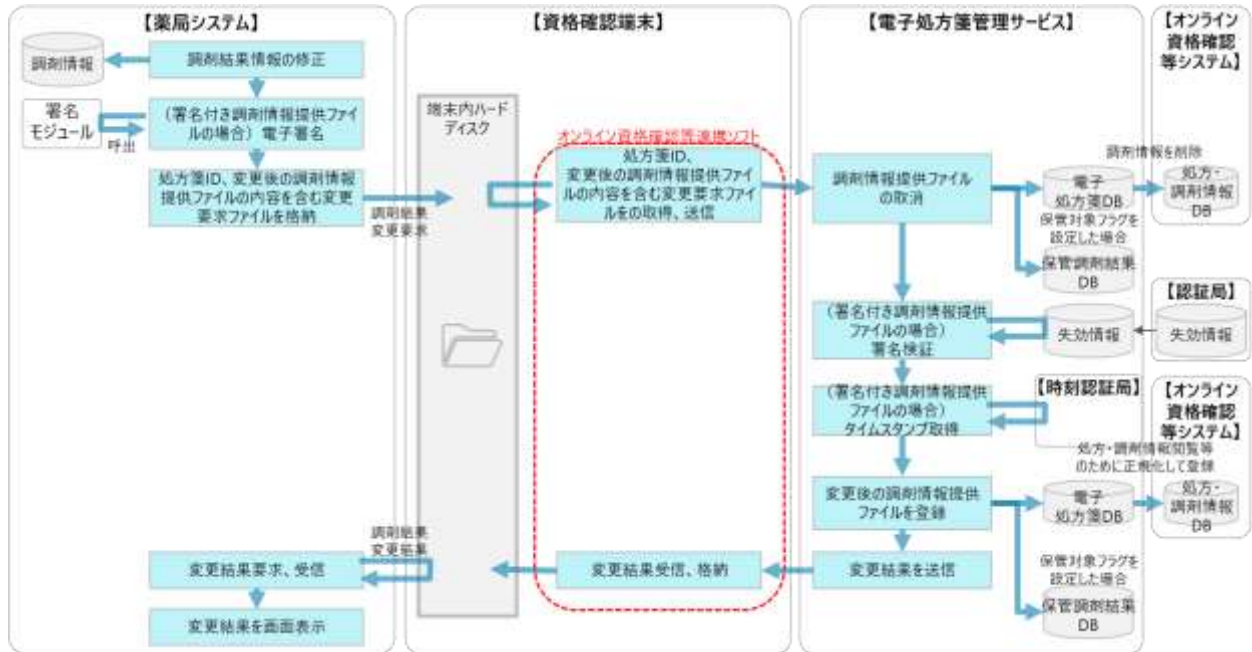 【薬局システム】
調剤情報
調剤結果情報の修正
署名
モジュール
呼出
（署名付き調剤情報提供ファイ
ルの場合）電子署名
処方箋ID、変更後の調剤情報
提供ファイルの内容を含む変更
要求ファイルを格納
調剤結果
変更要求
調剤結果
変更結果
変更結果要求、受信
変更結果を画面表示
【資格確認端末】
端末内ハード
ディスク
オンライン資格確認等連携ソフト
処方箋ID、
変更後の調剤情報提供ファイ
ルの内容を含む変更要求ファイ
ルをの取得、送信
変更結果受信、格納
【電子処方箋管理サービス】
調剤情報提供ファイル
の取消
電子
処方箋DB
保管対象フラグを
設定した場合
保管調剤結果
DB
（署名付き調剤情報提供
ファイルの場合）
署名検証
失効情報
（署名付き調剤情報提供
ファイルの場合）
タイムスタンプ取得
【時刻認証局】
変更後の調剤情報提供
ファイルを登録
電子
処方箋DB
変更結果を送信
保管対象フラグを
設定した場合
保管調剤結果
DB
【オンライン
資格確認
等システム】
調剤情報を削除
処方・
調剤情報
DB
【認証局】
失効情報
【オンライン
資格確認
等システム】
処方・調剤情報閲覧等
のために正規化して登録
処方・
調剤情報
DB